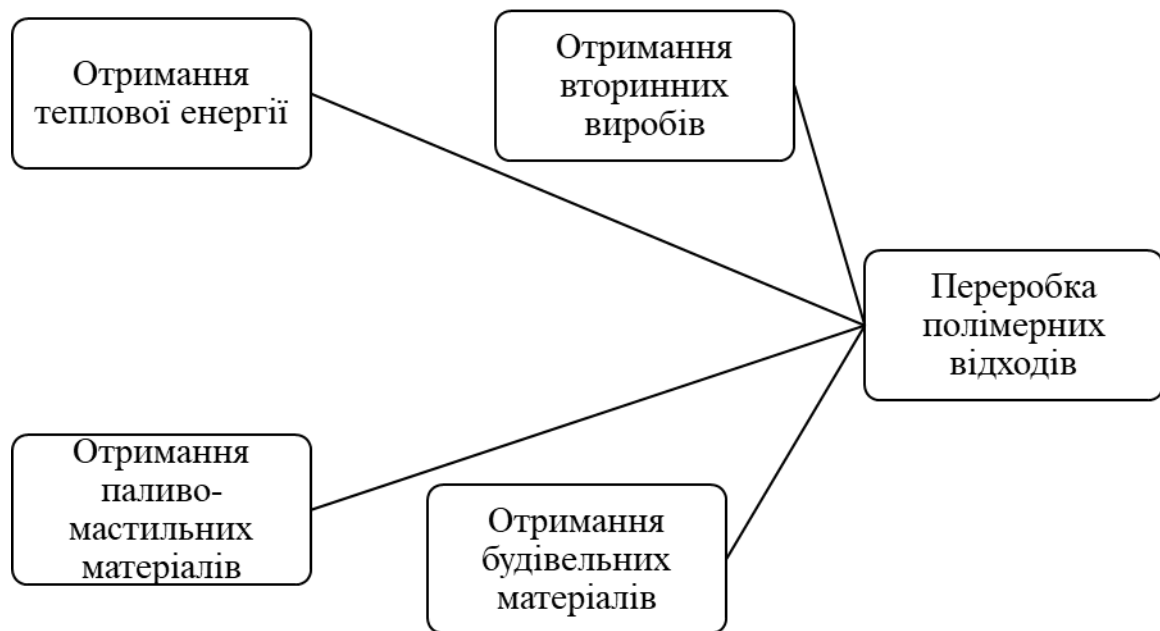 Отримання
теплової енергії
Отримання
вторинних
виробів
Переробка
полімерних
відходів
Отримання
паливо-
мастильних
матеріалів
Отримання
будівельних
матеріалів